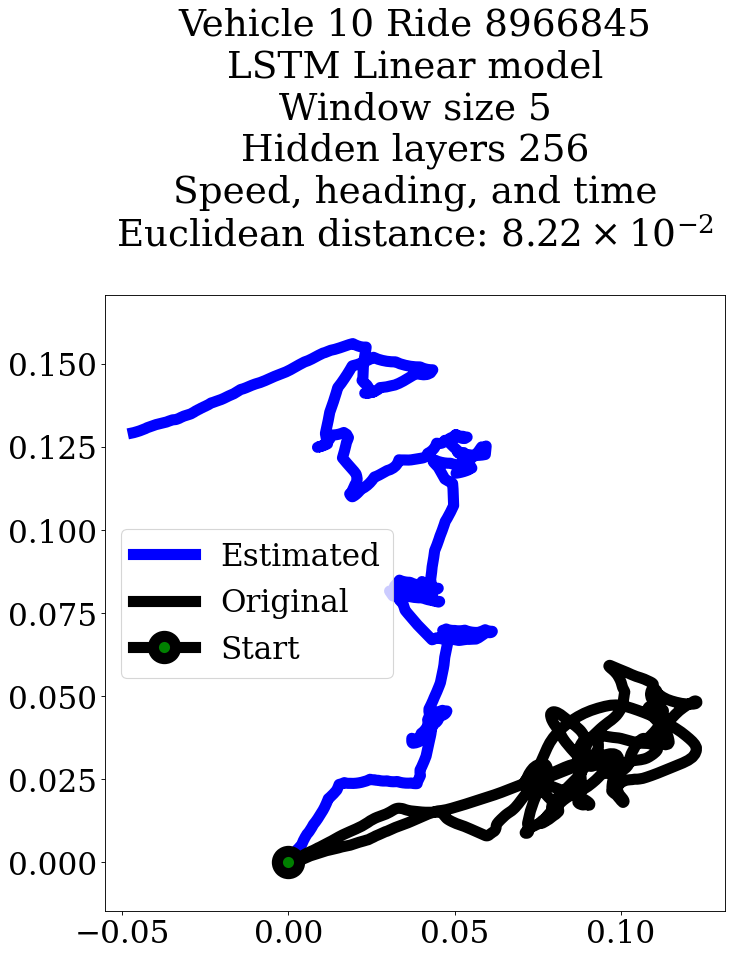 Vehicle 10 Ride 8966845
LSTM Linear model
Window size 5
Hidden layers 256
Speed, heading, and time
Euclidean distance: 8.22 × 10⁻²
0.150
0.125
0.100
0.075
0.050
0.025
0.000
Estimated
Original
Start
−0.05 0.00 0.05 0.10